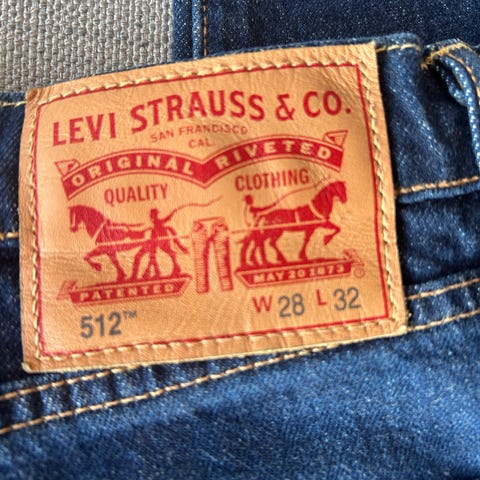 LEVI STRAUSS & CO.
SAN FRANCISCO
CAL.
ORIGINAL RIVETED
QUALITY CLOTHING
PATENTED MAY 20 1873 ®
512™ W 28 L 32